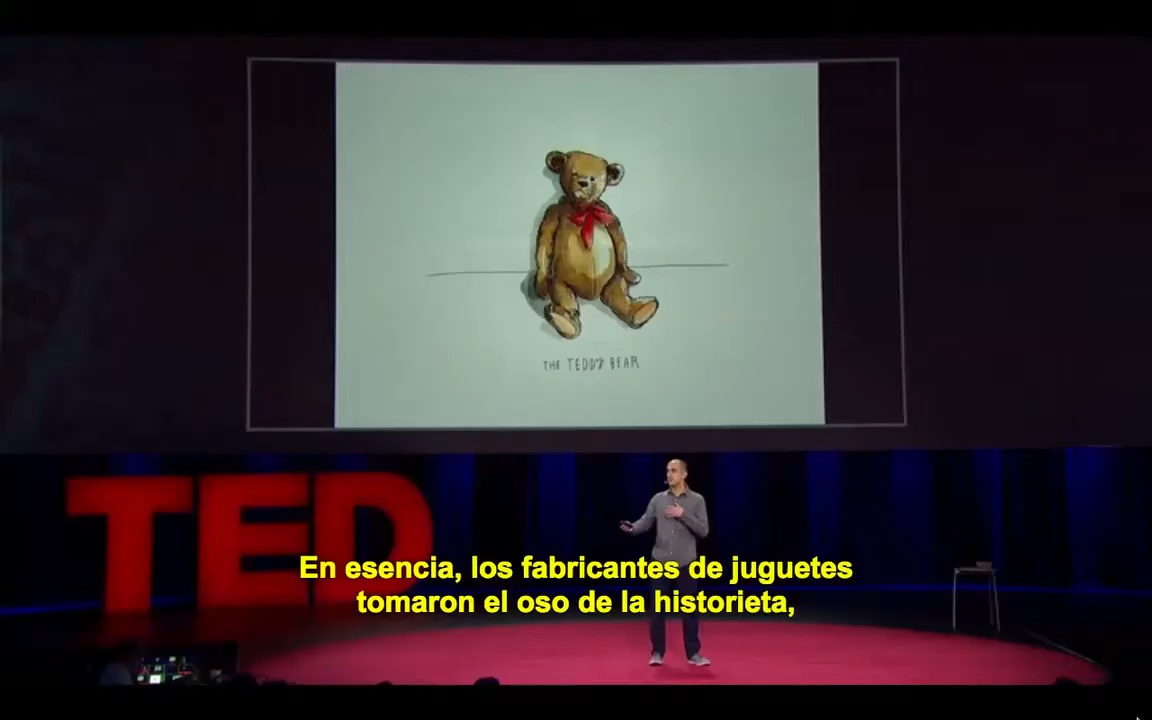 THE TEDDY BEAR
TED
En esencia, los fabricantes de juguetes
tomaron el oso de la historieta,